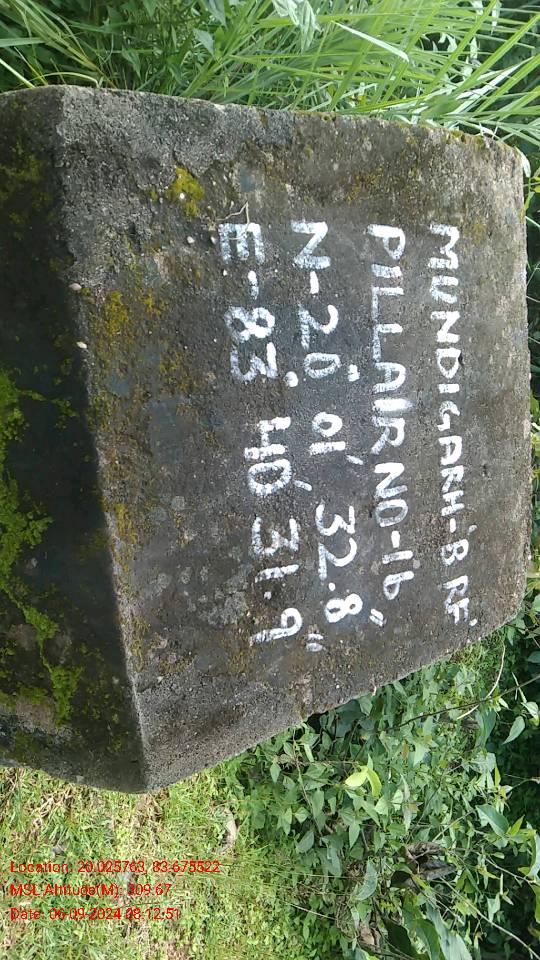 MUNDIGARH-'B' RF
PILLAIR NO-16
N-20° 01' 32.8"
E-83° 40' 31.9"
Location: 20.025763, 83.675522
MSL Altitude(M): 309.67
Date: 06-09-2024 08:12:51